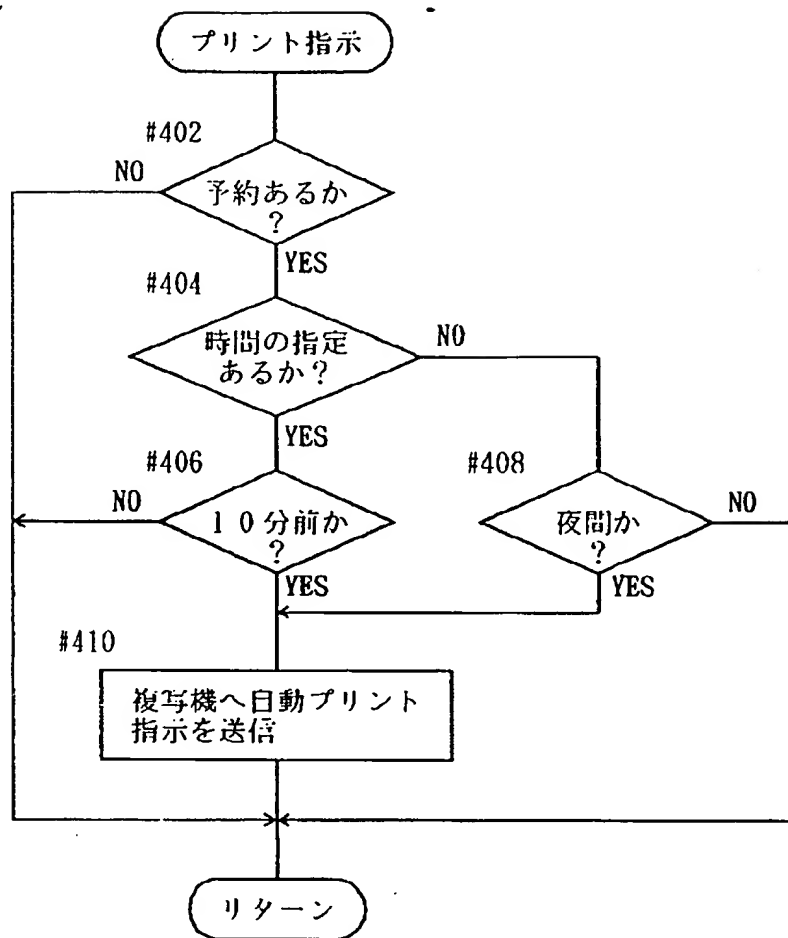 プリント指示
#402
NO
予約あるか
?
YES
#404
時間の指定
あるか?
NO
YES
#406
#408
NO
10分前か
?
夜間か
?
NO
YES
YES
#410
複写機へ自動プリント
指示を送信
リターン